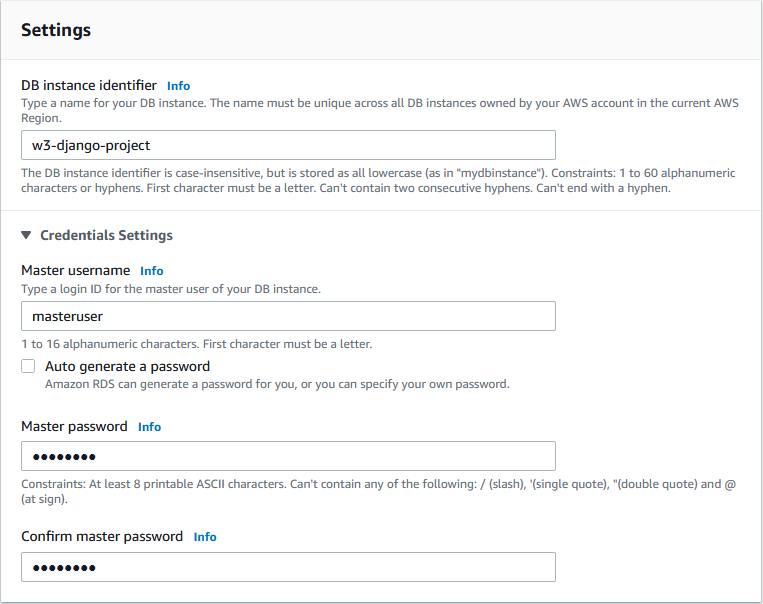 Settings
DB instance identifier Info
Type a name for your DB instance. The name must be unique across all DB instances owned by your AWS account in the current AWS
Region.
w3-django-project
The DB instance identifier is case-insensitive, but is stored as all lowercase (as in "mydbinstance"). Constraints: 1 to 60 alphanumeric
characters or hyphens. First character must be a letter. Can't contain two consecutive hyphens. Can't end with a hyphen.
Credentials Settings
Master username Info
Type a login ID for the master user of your DB instance.
masteruser
1 to 16 alphanumeric characters. First character must be a letter.
Auto generate a password
Amazon RDS can generate a password for you, or you can specify your own password.
Master password Info
••••••••
Constraints: At least 8 printable ASCII characters. Can't contain any of the following: / (slash), '(single quote), "(double quote) and @
(at sign).
Confirm master password Info
••••••••